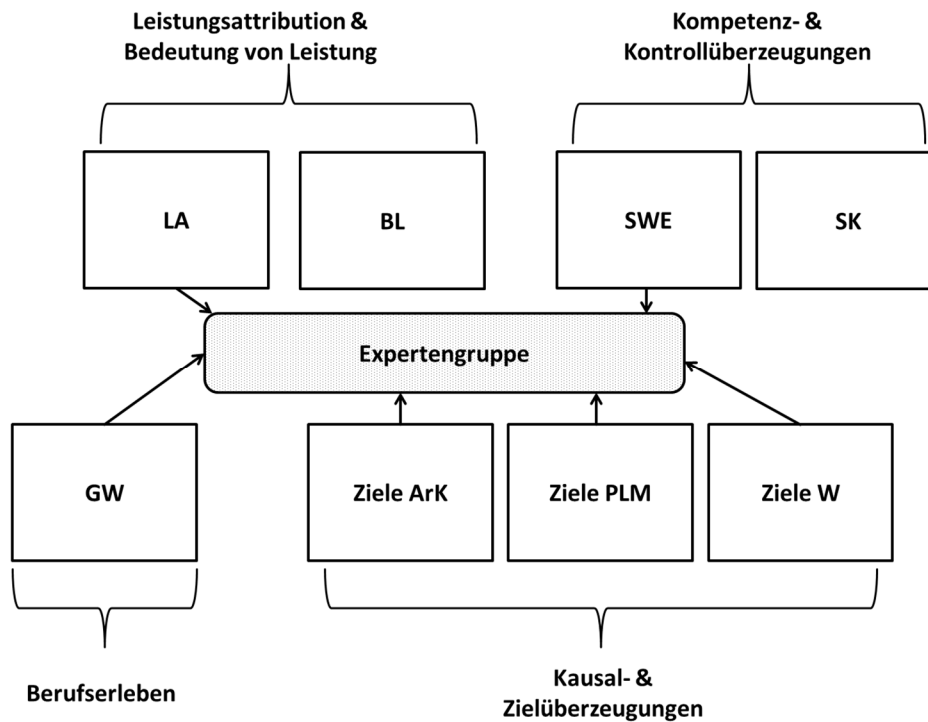 Leistungsattribution &
Bedeutung von Leistung
Kompetenz- &
Kontrollüberzeugungen
LA
BL
SWE
SK
Expertengruppe
GW
Ziele ArK
Ziele PLM
Ziele W
Berufserleben
Kausal- &
Zielüberzeugungen